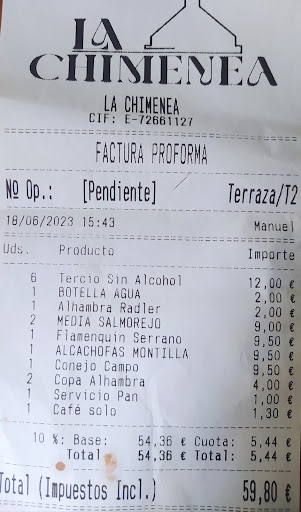 LA
CHIMENEA
LA CHIMENEA
CIF: E-72661127
FACTURA PROFORMA
Nº Op.: [Pendiente] Terraza/T2
18/06/2023 15:43 Manuel
Uds. Producto Importe
6 Tercio Sin Alcohol 12,00 €
1 BOTELLA AGUA 2,00 €
1 Alhambra Radler 2,00 €
2 MEDIA SALMOREJO 9,00 €
1 Flamenquin Serrano 9,50 €
1 ALCACHOFAS MONTILLA 9,50 €
1 Conejo Campo 9,50 €
2 Copa Alhambra 4,00 €
1 Servicio Pan 1,00 €
1 Café solo 1,30 €
10 %: Base: 54,36 € Cuota: 5,44 €
Total 54,36 € Total: 5,44 €
Total (Impuestos Incl.) 59,80 €